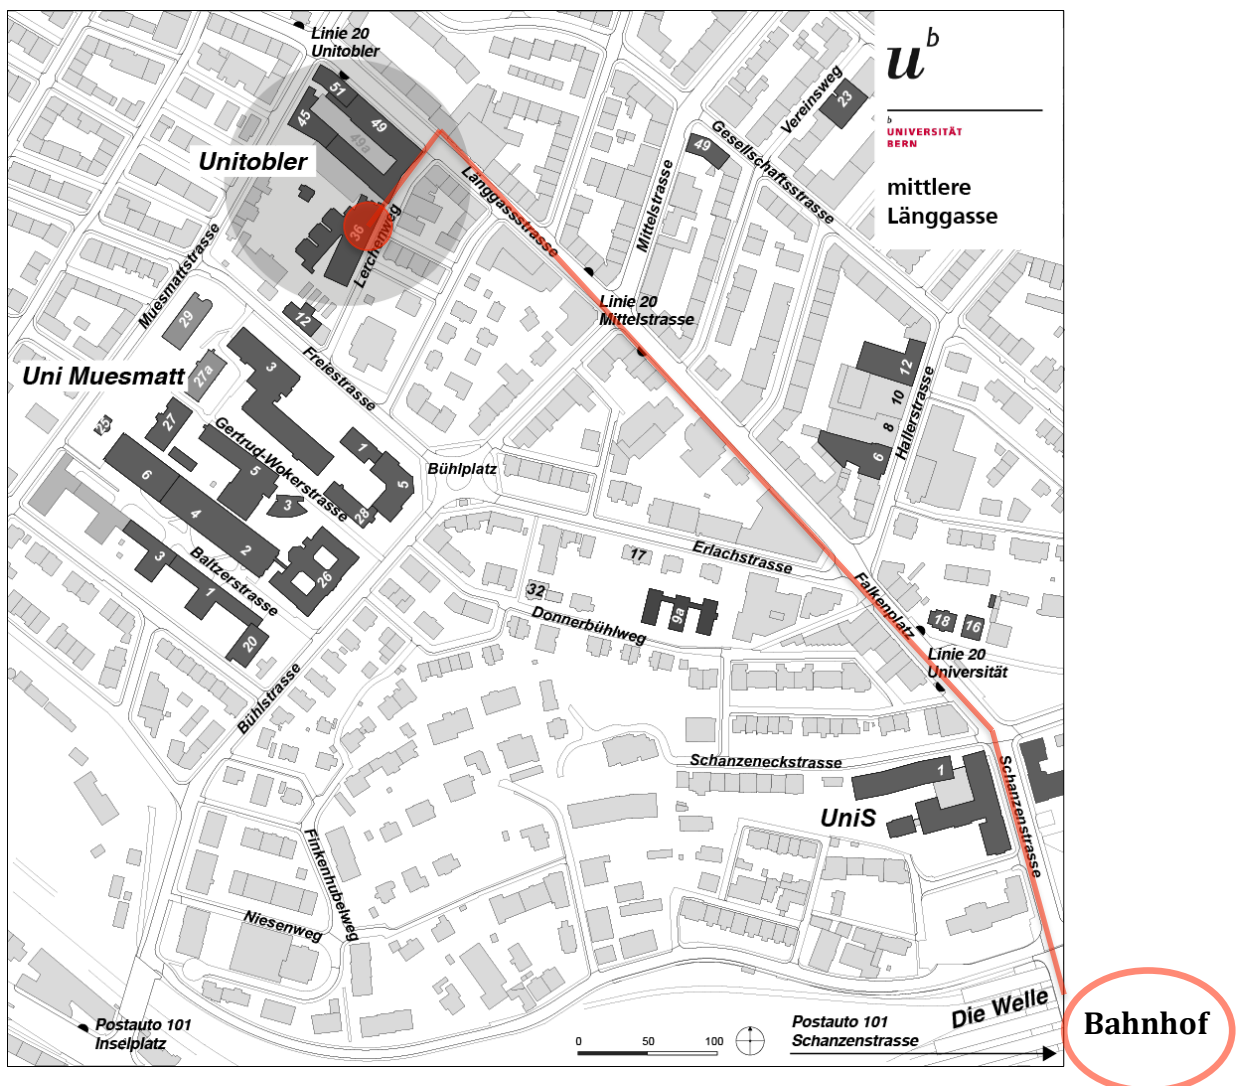 Linie 20
Unitobler
u
b
b
UNIVERSITÄT
BERN
mittlere
Länggasse
Vereinsweg
23
51
45
49
49a
49
Gesellschaftsstrasse
Unitobler
Länggassstrasse
Mittelstrasse
36
Lerchenweg
Muesmattstrasse
29
12
Linie 20
Mittelstrasse
Freiestrasse
3
Uni Muesmatt
27a
27
25
12
10
8
6
Hallerstrasse
Gertrud-Wokerstrasse
1
5
5
Bühlplatz
6
3
28
4
2
26
3
1
Baltzerstrasse
20
17
Erlachstrasse
32
9a
Donnerbühlweg
Falkenplatz
18
16
Linie 20
Universität
Bühlstrasse
Schanzeneckstrasse
1
UniS
Schanzenstrasse
Finkenhubelweg
Niesenweg
Die Welle
Bahnhof
Postauto 101
Inselplatz
0
50
100
Postauto 101
Schanzenstrasse